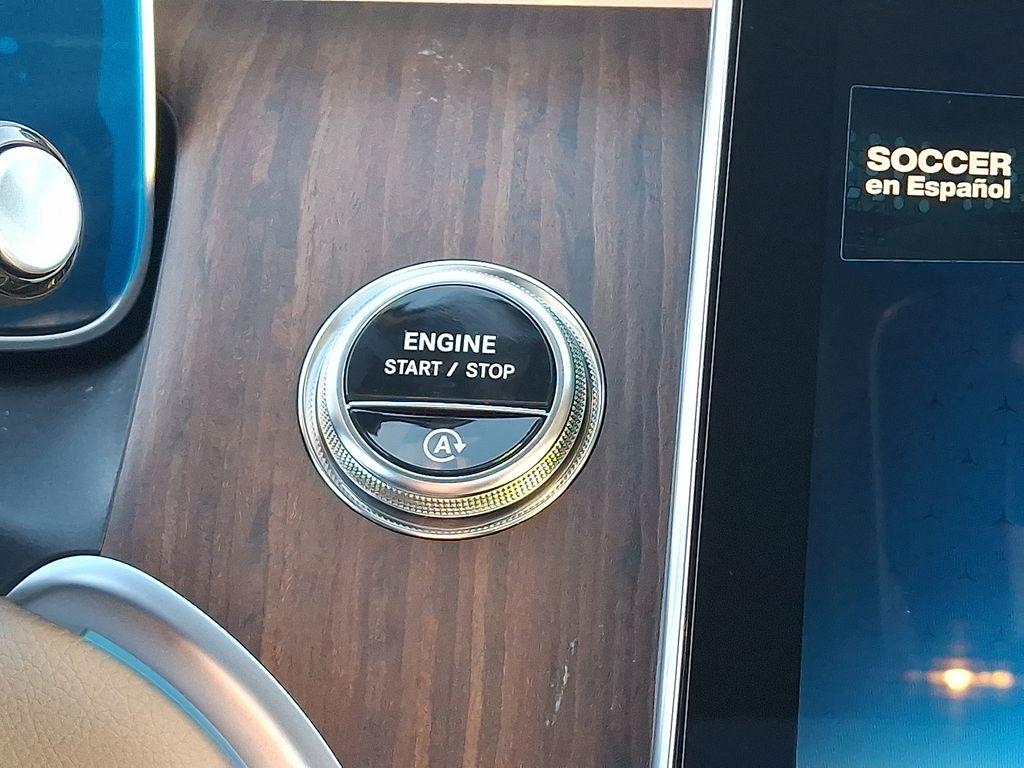 ENGINE
START / STOP
A
SOCCER
en Español